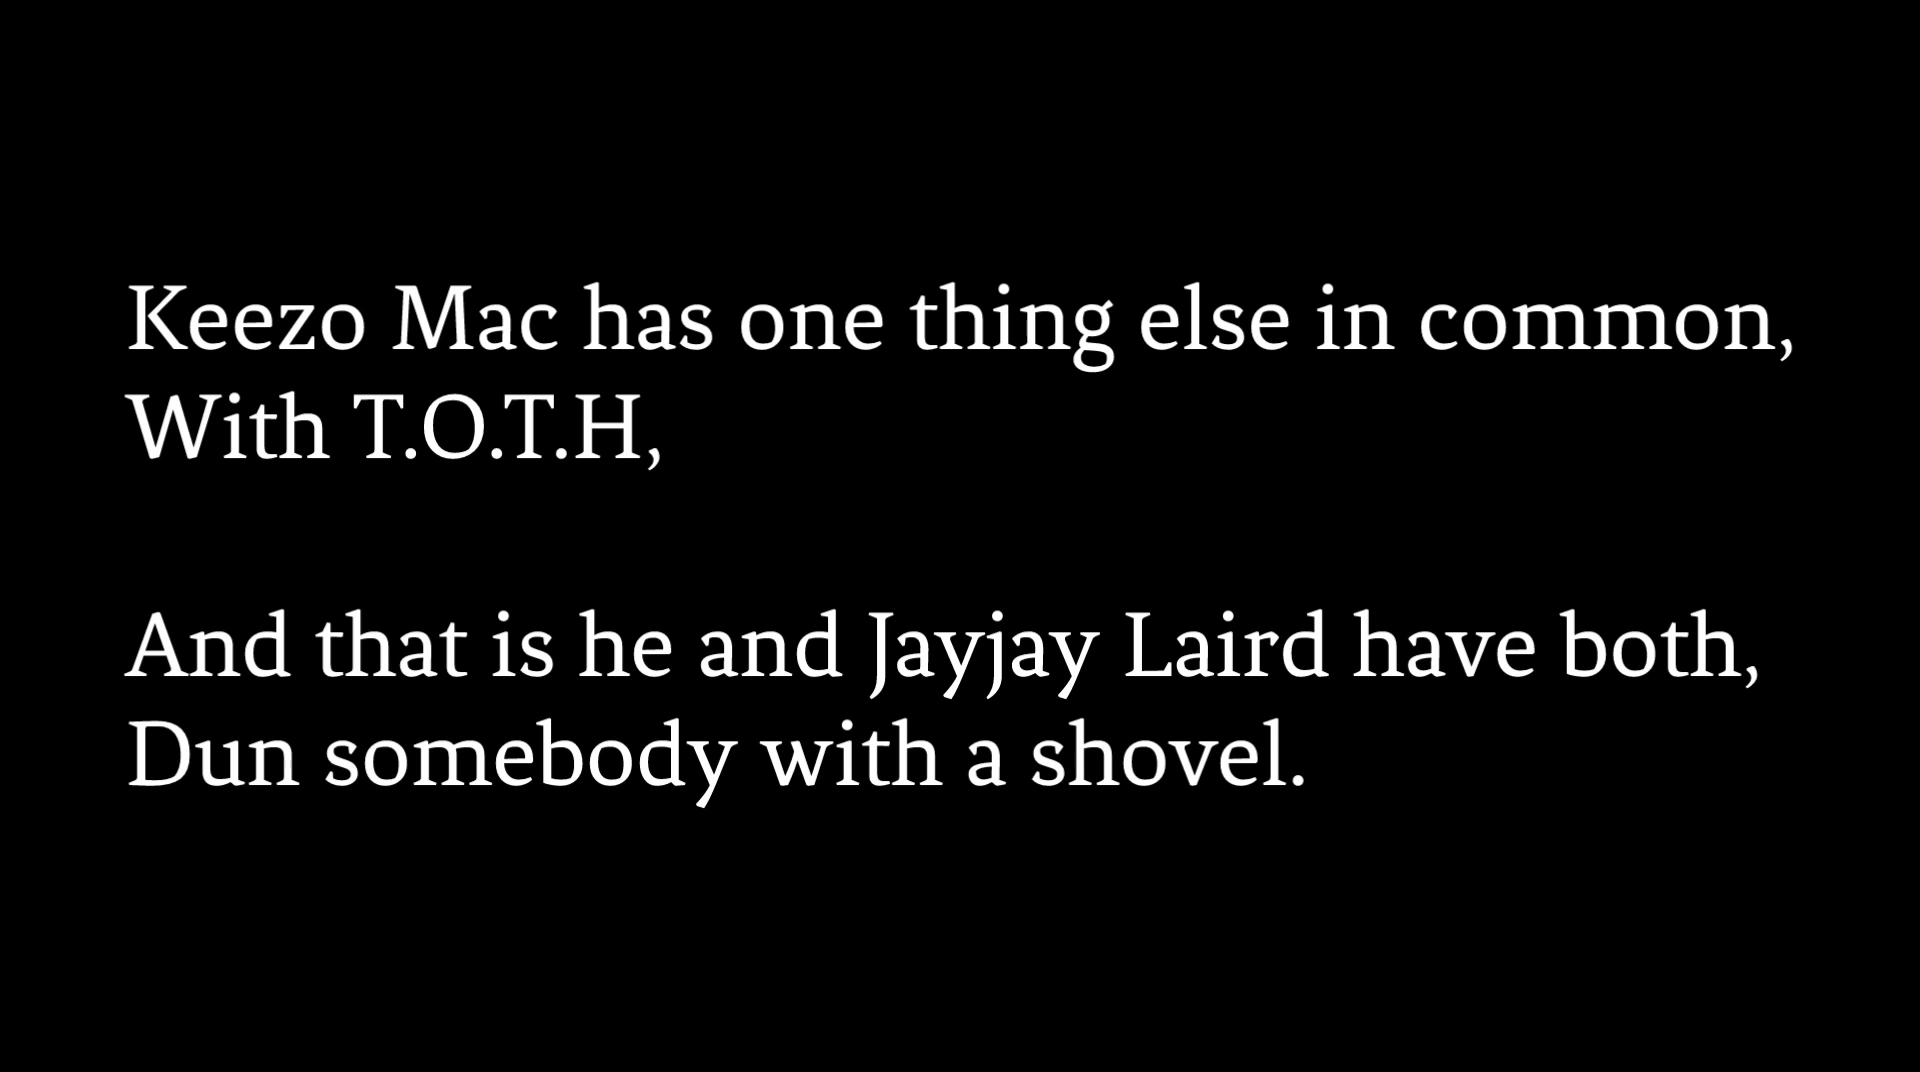 Keezo Mac has one thing else in common,
With T.O.T.H,
And that is he and Jayjay Laird have both,
Dun somebody with a shovel.